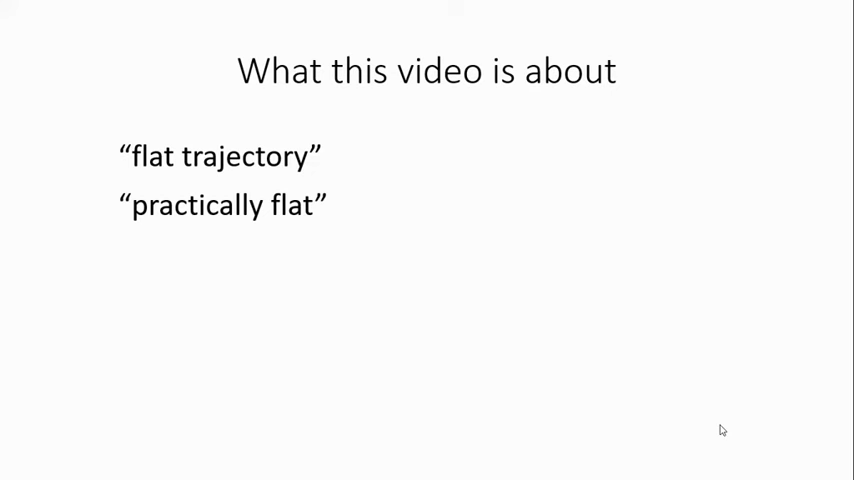 What this video is about
“flat trajectory”
“practically flat”